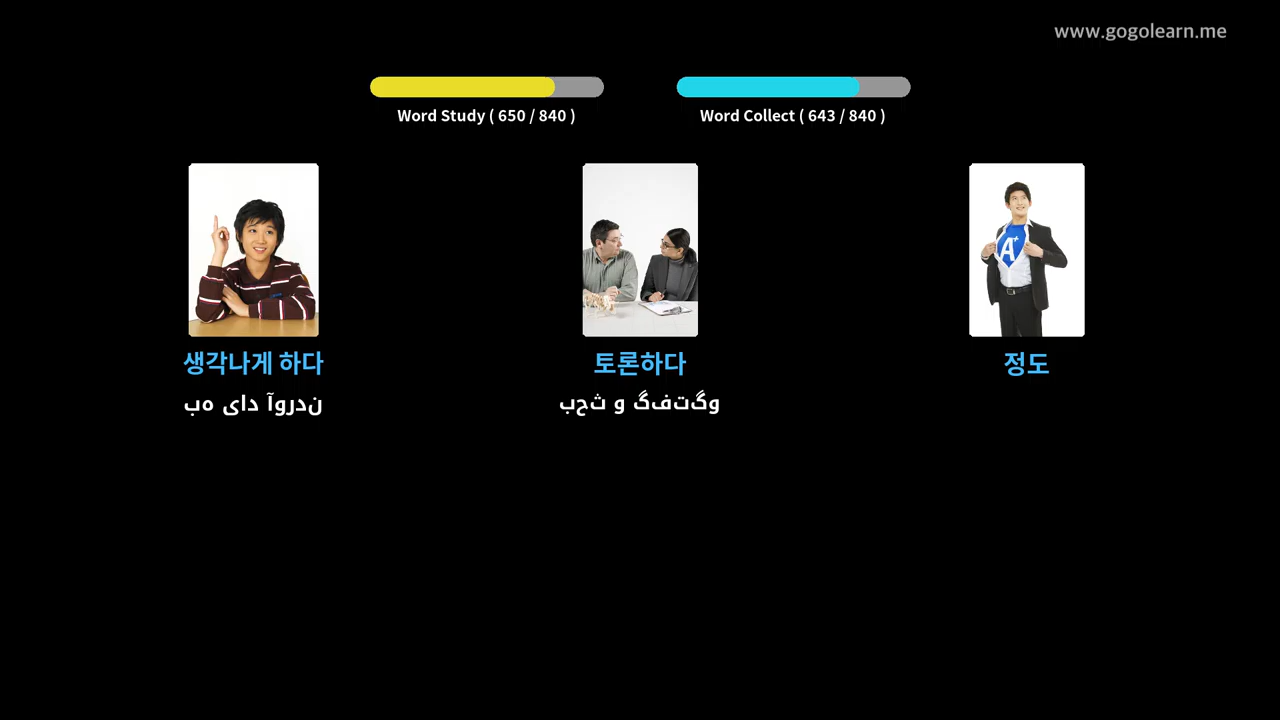 www.gogolearn.me
Word Study ( 650 / 840 )
Word Collect ( 643 / 840 )
A+
생각나게 하다
토론하다
정도
به یاد آوردن
بحث و گفتگو